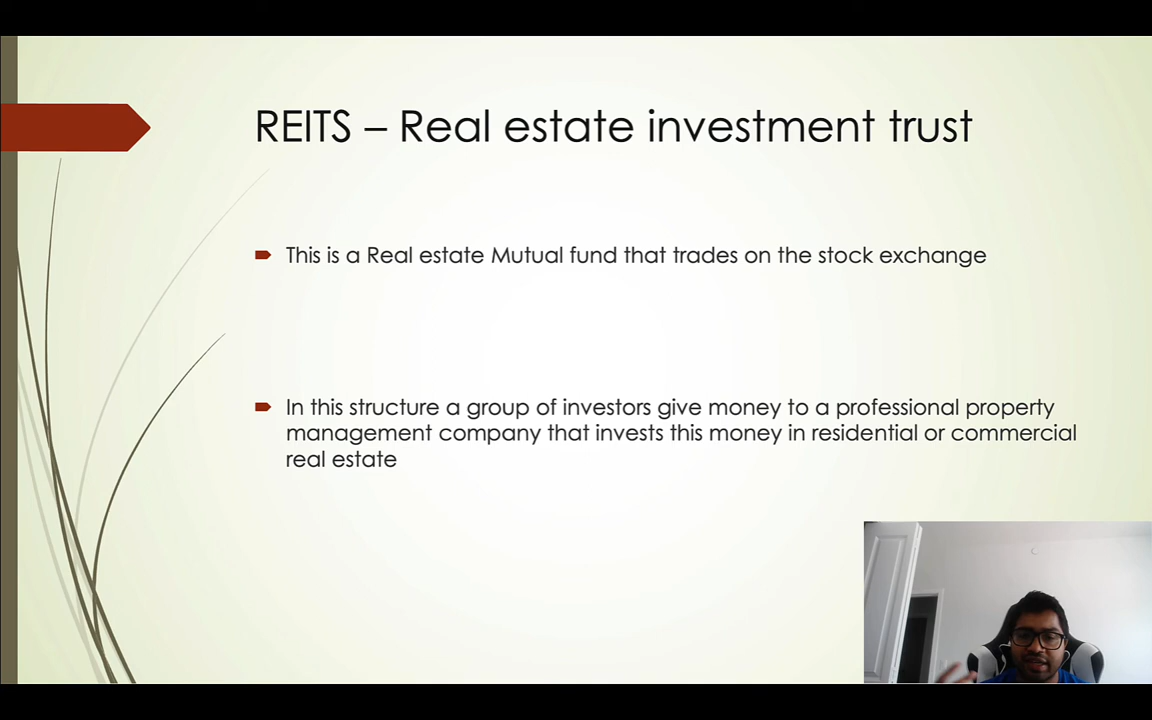 REITS – Real estate investment trust
This is a Real estate Mutual fund that trades on the stock exchange
In this structure a group of investors give money to a professional property
management company that invests this money in residential or commercial
real estate